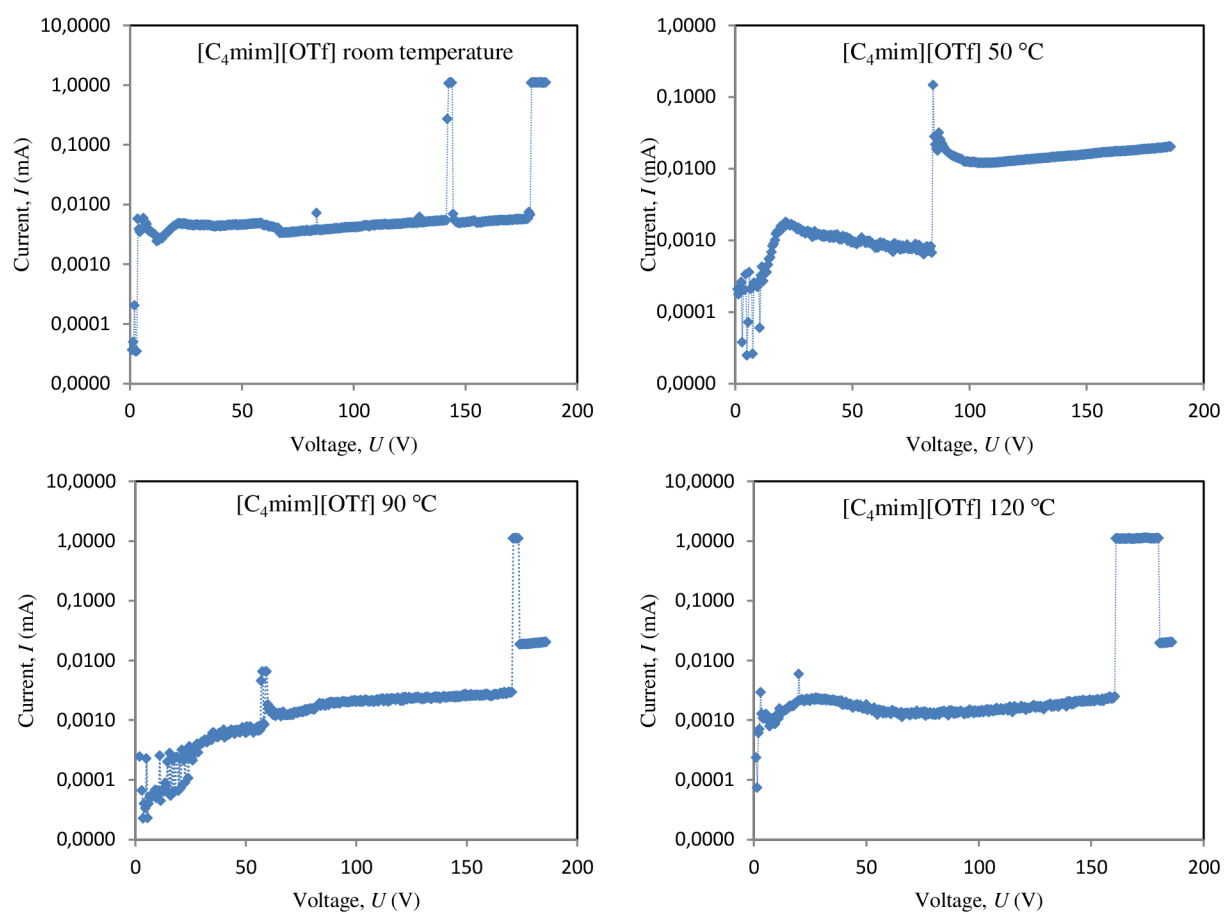 [C₄mim][OTf] room temperature
Current, I (mA)
10,0000
1,0000
0,1000
0,0100
0,0010
0,0001
0,0000
0 50 100 150 200
Voltage, U (V)
[C₄mim][OTf] 50 °C
Current, I (mA)
1,0000
0,1000
0,0100
0,0010
0,0001
0,0000
0 50 100 150 200
Voltage, U (V)
[C₄mim][OTf] 90 °C
Current, I (mA)
10,0000
1,0000
0,1000
0,0100
0,0010
0,0001
0,0000
0 50 100 150 200
Voltage, U (V)
[C₄mim][OTf] 120 °C
Current, I (mA)
10,0000
1,0000
0,1000
0,0100
0,0010
0,0001
0,0000
0 50 100 150 200
Voltage, U (V)